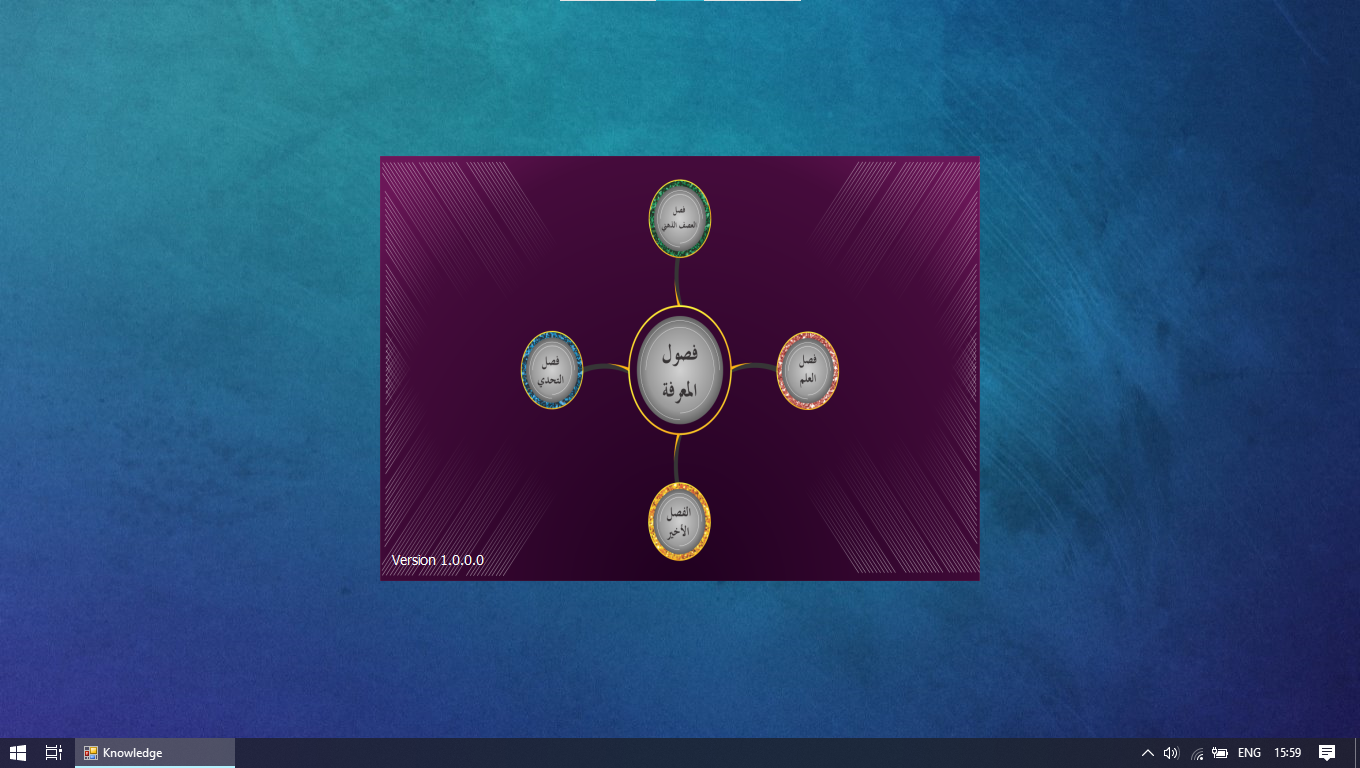 فصل
العصف الذهني
فصل
التحدي
فصول
المعرفة
فصل
العلم
الفصل
الأخير
Version 1.0.0.0
Knowledge
ENG
15:59